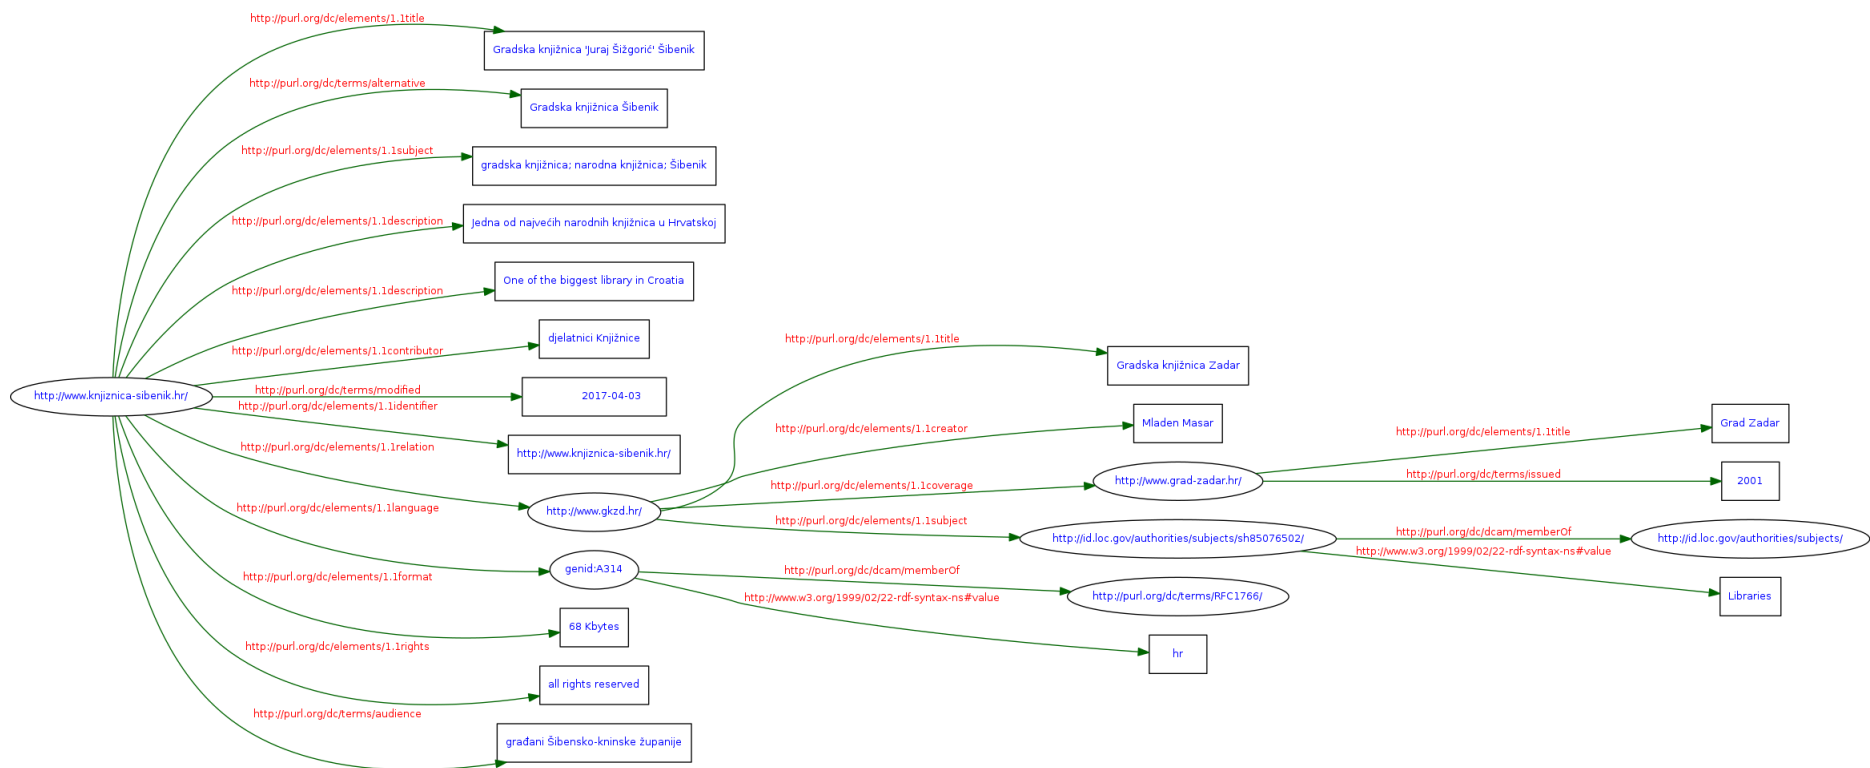 http://purl.org/dc/elements/1.1title
Gradska knjižnica 'Juraj Šižgorić' Šibenik
http://purl.org/dc/terms/alternative
Gradska knjižnica Šibenik
http://purl.org/dc/elements/1.1subject
gradska knjižnica; narodna knjižnica; Šibenik
http://purl.org/dc/elements/1.1description
Jedna od najvećih narodnih knjižnica u Hrvatskoj
http://purl.org/dc/elements/1.1description
One of the biggest library in Croatia
http://purl.org/dc/elements/1.1contributor
djelatnici Knjižnice
http://www.knjiznica-sibenik.hr/
http://purl.org/dc/terms/modified
2017-04-03
http://purl.org/dc/elements/1.1identifier
http://www.knjiznica-sibenik.hr/
http://purl.org/dc/elements/1.1relation
http://www.gkzd.hr/
http://purl.org/dc/elements/1.1language
genid:A314
http://purl.org/dc/elements/1.1format
68 Kbytes
http://purl.org/dc/elements/1.1rights
all rights reserved
http://purl.org/dc/terms/audience
građani Šibensko-kninske županije
http://purl.org/dc/elements/1.1title
Gradska knjižnica Zadar
http://purl.org/dc/elements/1.1creator
Mladen Masar
http://purl.org/dc/elements/1.1coverage
http://www.grad-zadar.hr/
http://purl.org/dc/elements/1.1subject
http://id.loc.gov/authorities/subjects/sh85076502/
http://purl.org/dc/dcam/memberOf
http://purl.org/dc/terms/RFC1766/
http://www.w3.org/1999/02/22-rdf-syntax-ns#value
hr
http://purl.org/dc/elements/1.1title
Grad Zadar
http://purl.org/dc/terms/issued
2001
http://purl.org/dc/dcam/memberOf
http://id.loc.gov/authorities/subjects/
http://www.w3.org/1999/02/22-rdf-syntax-ns#value
Libraries